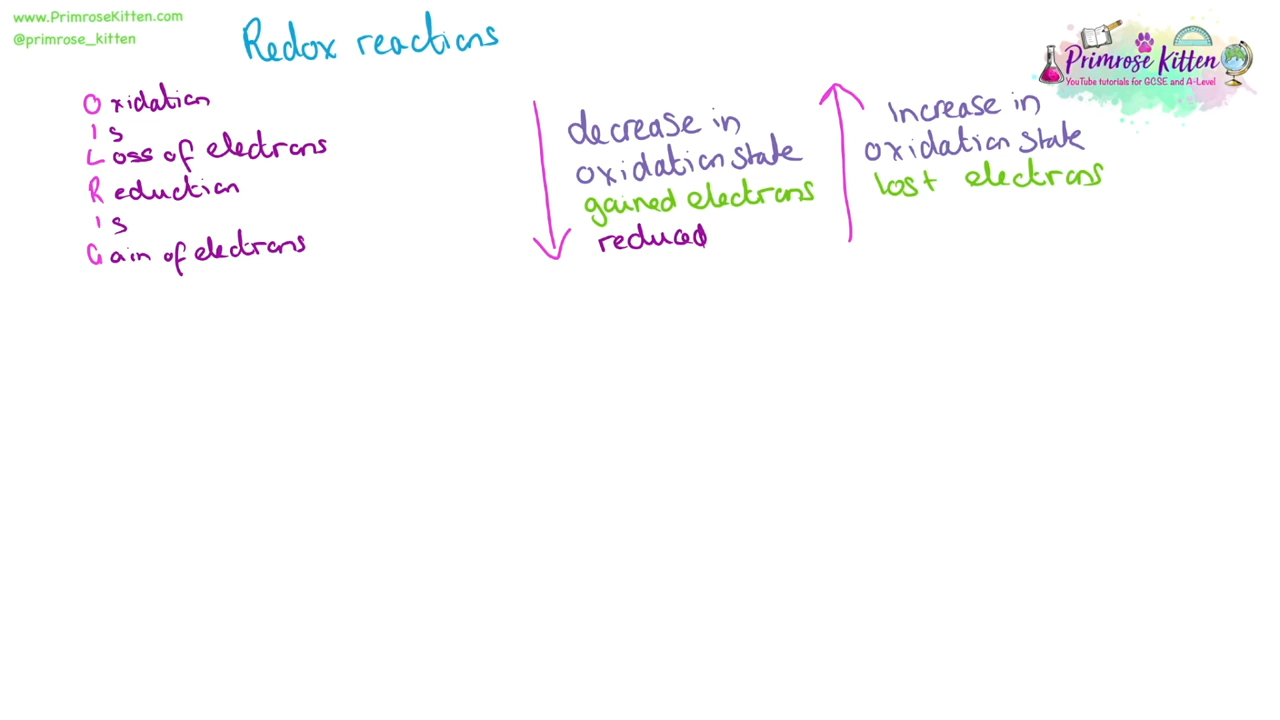 www.PrimroseKitten.com
@primrose_kitten
Redox reactions
Primrose Kitten
YouTube tutorials for GCSE and A-Level
Oxidation
Is
Loss of electrons
Reduction
Is
Gain of electrons
decrease in
oxidation state
gained electrons
reduced
Increase in
oxidation state
lost electrons